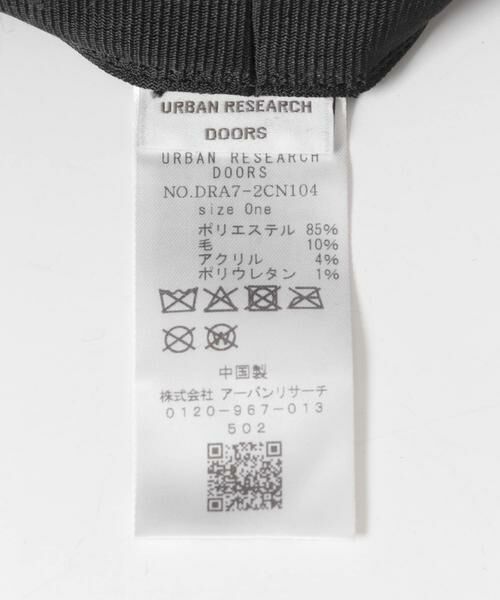 URBAN RESEARCH
DOORS
URBAN RESEARCH
DOORS
NO.DRA7-2CN104
size One
ポリエステル 85%
毛 10%
アクリル 4%
ポリウレタン 1%
中国製
株式会社 アーバンリサーチ
0120-967-013
502